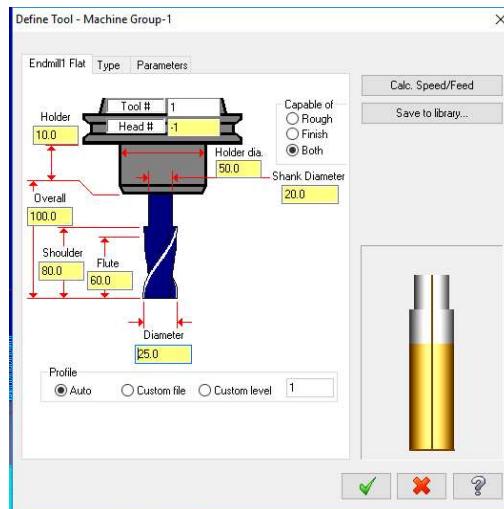 Define Tool - Machine Group-1
Endmill1 Flat Type Parameters
Calc. Speed/Feed
Save to library...
Tool # 1
Head # -1
Capable of
Rough
Finish
Both
Holder
10.0
Holder dia.
50.0
Shank Diameter
20.0
Overall
100.0
Shoulder
80.0
Flute
60.0
Diameter
25.0
Profile
Auto Custom file Custom level 1